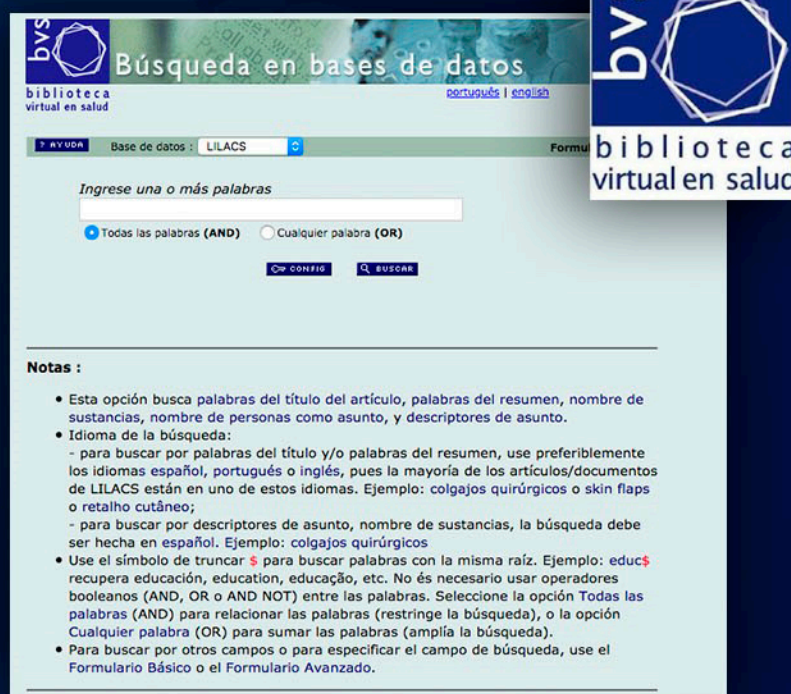 bvs
Búsqueda en bases de datos
biblioteca
virtual en salud
português | english
? AYUDA Base de datos : LILACS
bvs
biblioteca
virtual en salud
Ingrese una o más palabras
Todas las palabras (AND) Cualquier palabra (OR)
CONFIG BUSCAR
Notas :
• Esta opción busca palabras del título del artículo, palabras del resumen, nombre de
sustancias, nombre de personas como asunto, y descriptores de asunto.
• Idioma de la búsqueda:
- para buscar por palabras del título y/o palabras del resumen, use preferiblemente
los idiomas español, portugués o inglés, pues la mayoría de los artículos/documentos
de LILACS están en uno de estos idiomas. Ejemplo: colgajos quirúrgicos o skin flaps
o retalho cutâneo;
- para buscar por descriptores de asunto, nombre de sustancias, la búsqueda debe
ser hecha en español. Ejemplo: colgajos quirúrgicos
• Use el símbolo de truncar $ para buscar palabras con la misma raíz. Ejemplo: educ$
recupera educación, education, educação, etc. No és necesario usar operadores
booleanos (AND, OR o AND NOT) entre las palabras. Seleccione la opción Todas las
palabras (AND) para relacionar las palabras (restringe la búsqueda), o la opción
Cualquier palabra (OR) para sumar las palabras (amplía la búsqueda).
• Para buscar por otros campos o para especificar el campo de búsqueda, use el
Formulario Básico o el Formulario Avanzado.